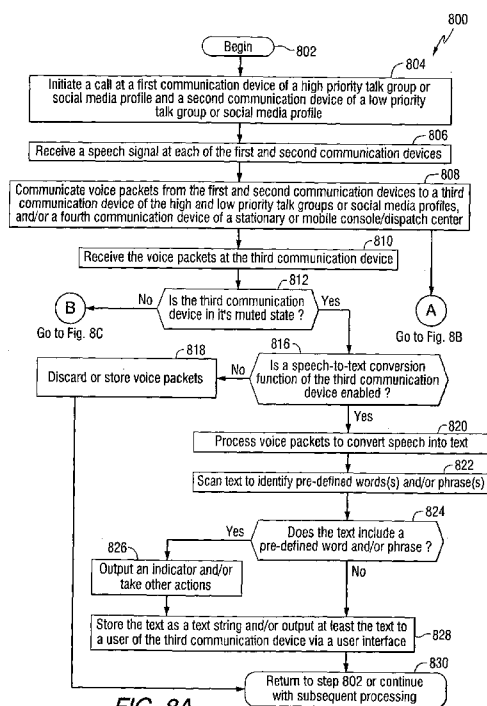 800
Begin
802
804
Initiate a call at a first communication device of a high priority talk group or
social media profile and a second communication device of a low priority
talk group or social media profile
806
Receive a speech signal at each of the first and second communication devices
808
Communicate voice packets from the first and second communication devices to a third
communication device of the high and low priority talk groups or social media profiles,
and/or a fourth communication device of a stationary or mobile console/dispatch center
810
Receive the voice packets at the third communication device
812
Is the third communication
device in it's muted state ?
No
Yes
B
Go to Fig. 8C
A
Go to Fig. 8B
816
Is a speech-to-text conversion
function of the third communication
device enabled ?
No
818
Discard or store voice packets
Yes
820
Process voice packets to convert speech into text
822
Scan text to identify pre-defined words(s) and/or phrase(s)
824
Does the text include a
pre-defined word and/or phrase ?
Yes
826
Output an indicator and/or
take other actions
No
Store the text as a text string and/or output at least the text to
a user of the third communication device via a user interface
828
830
Return to step 802 or continue
with subsequent processing
FIG. 8A